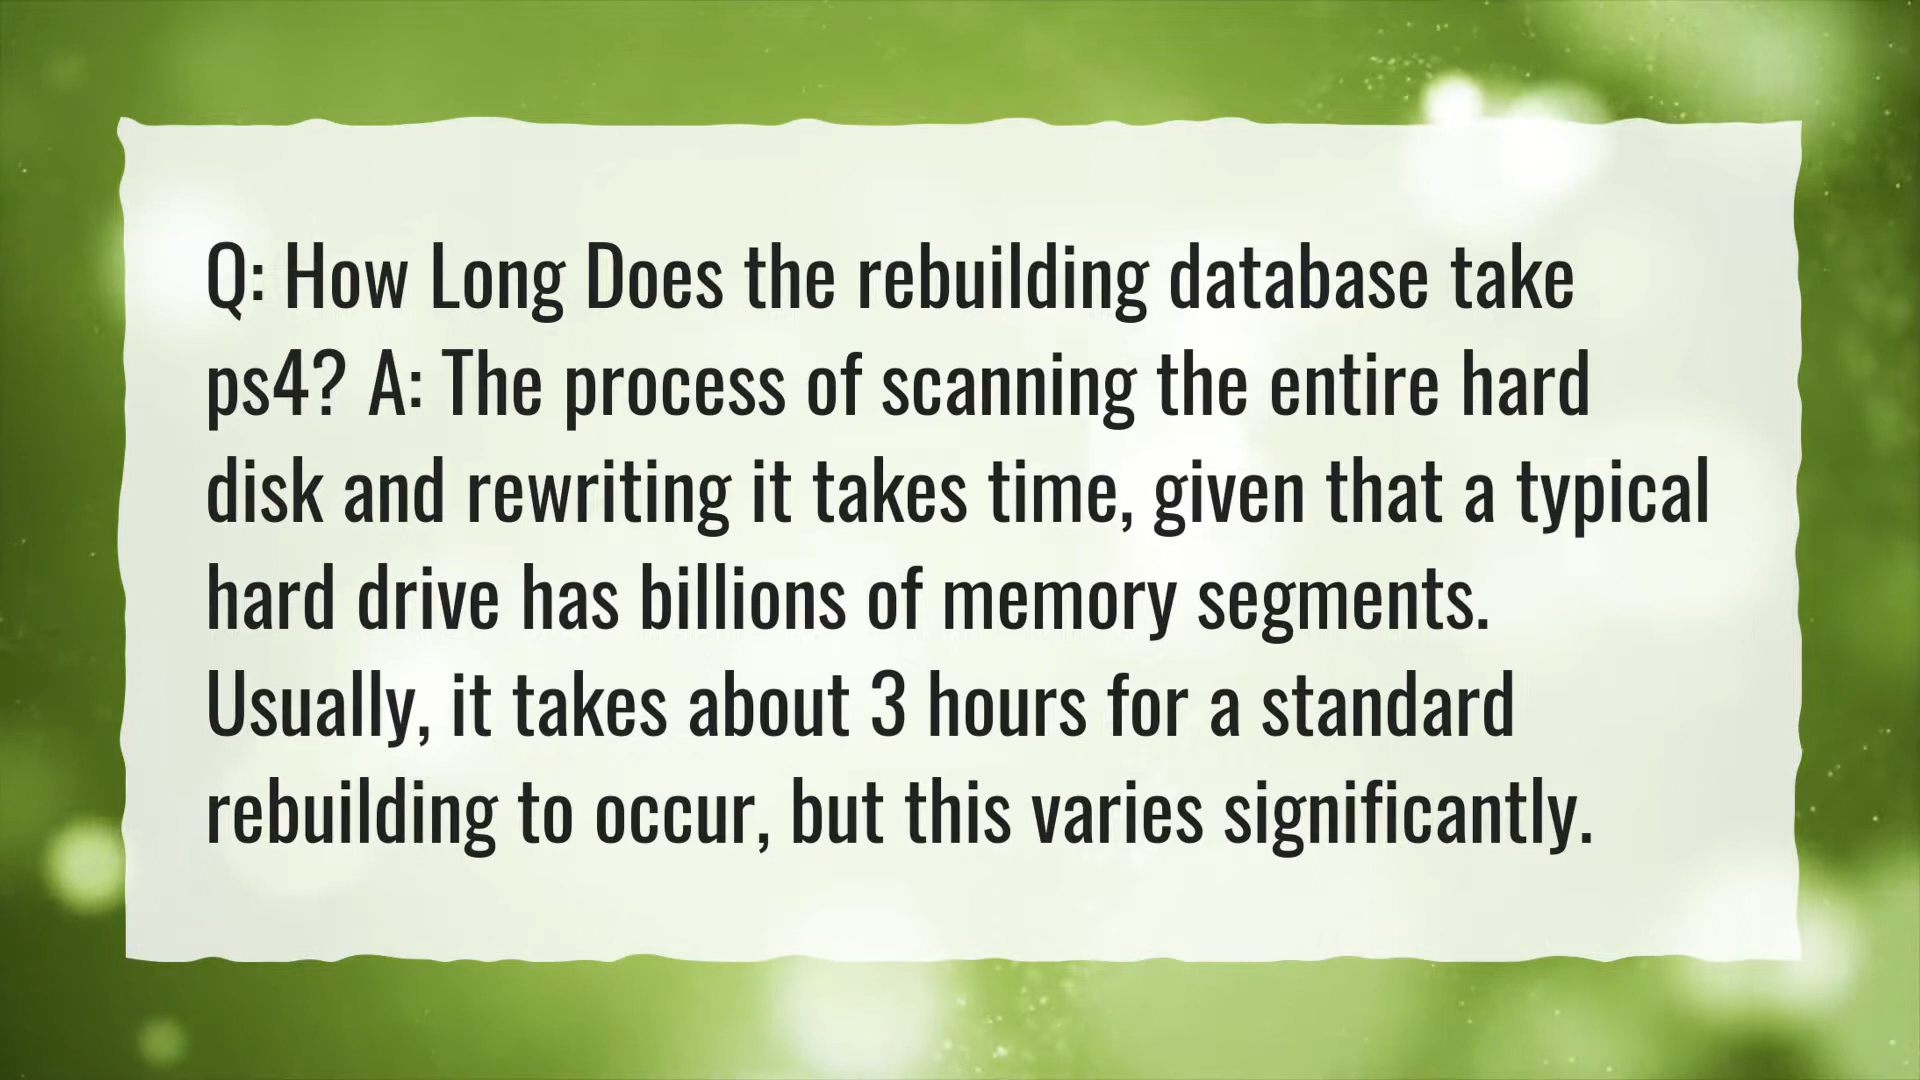 Q: How Long Does the rebuilding database take
ps4? A: The process of scanning the entire hard
disk and rewriting it takes time, given that a typical
hard drive has billions of memory segments.
Usually, it takes about 3 hours for a standard
rebuilding to occur, but this varies significantly.